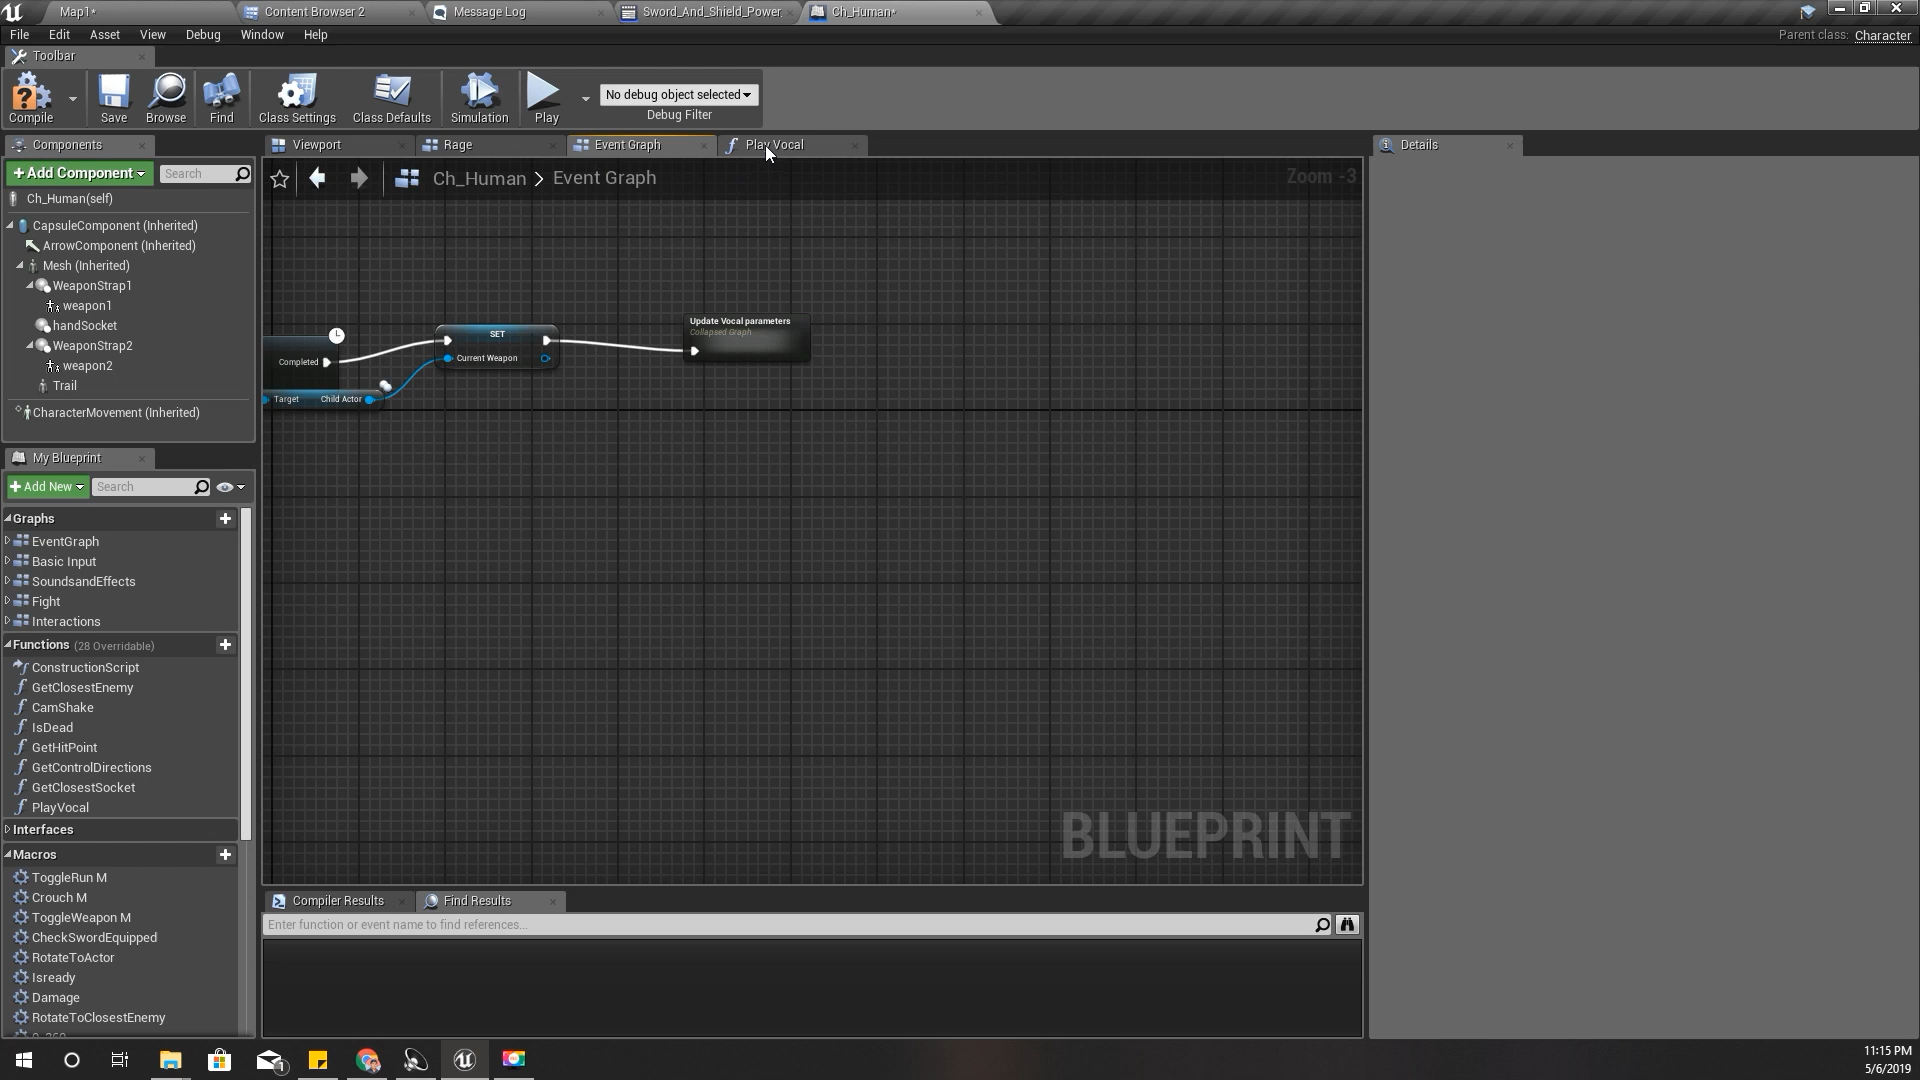 Map1*
Content Browser 2
Message Log
Sword_And_Shield_Power
Ch_Human*
File Edit Asset View Debug Window Help
Parent class: Character
Toolbar
Compile
Save
Browse
Find
Class Settings
Class Defaults
Simulation
Play
No debug object selected
Debug Filter
Components
+Add Component
Search
Ch_Human(self)
CapsuleComponent (Inherited)
ArrowComponent (Inherited)
Mesh (Inherited)
WeaponStrap1
weapon1
handSocket
WeaponStrap2
weapon2
Trail
CharacterMovement (Inherited)
My Blueprint
+Add New
Search
Graphs
EventGraph
Basic Input
SoundsandEffects
Fight
Interactions
Functions (28 Overridable)
ConstructionScript
GetClosestEnemy
CamShake
IsDead
GetHitPoint
GetControlDirections
GetClosestSocket
PlayVocal
Interfaces
Macros
ToggleRun M
Crouch M
ToggleWeapon M
CheckSwordEquipped
RotateToActor
Isready
Damage
RotateToClosestEnemy
Viewport
Rage
Event Graph
Play Vocal
Ch_Human > Event Graph
Zoom -3
Completed
Target Child Actor
SET
Current Weapon
Update Vocal parameters
Collapsed Graph
BLUEPRINT
Compiler Results
Find Results
Enter function or event name to find references...
Details
11:15 PM
5/6/2019